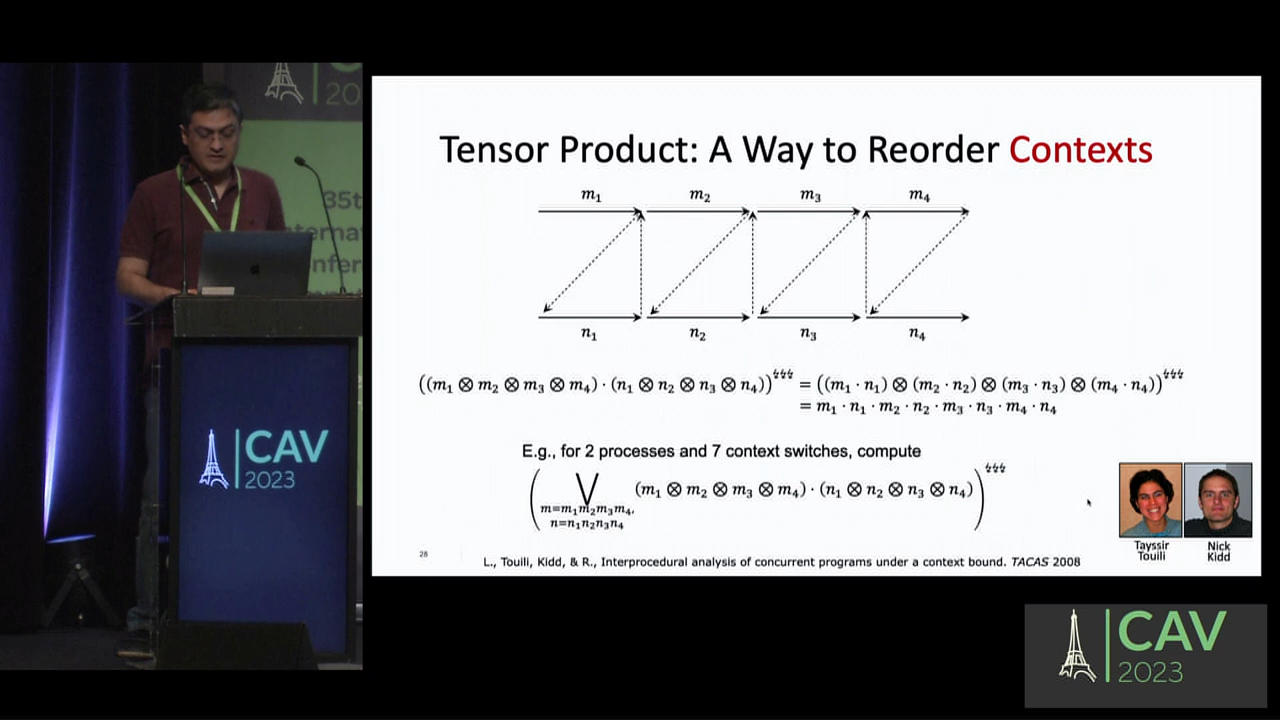 20
35t
ternat
nfer
CAV
2023
Tensor Product: A Way to Reorder Contexts
m₁ m₂ m₃ m₄
n₁ n₂ n₃ n₄
((m₁ ⊗ m₂ ⊗ m₃ ⊗ m₄) · (n₁ ⊗ n₂ ⊗ n₃ ⊗ n₄))^↯↯↯ = ((m₁ · n₁) ⊗ (m₂ · n₂) ⊗ (m₃ · n₃) ⊗ (m₄ · n₄))^↯↯↯
= m₁ · n₁ · m₂ · n₂ · m₃ · n₃ · m₄ · n₄
E.g., for 2 processes and 7 context switches, compute
( ⋁ (m₁ ⊗ m₂ ⊗ m₃ ⊗ m₄) · (n₁ ⊗ n₂ ⊗ n₃ ⊗ n₄) )^↯↯↯
m=m₁m₂m₃m₄,
n=n₁n₂n₃n₄
Tayssir
Touili
Nick
Kidd
28
L., Touili, Kidd, & R., Interprocedural analysis of concurrent programs under a context bound. TACAS 2008
CAV
2023